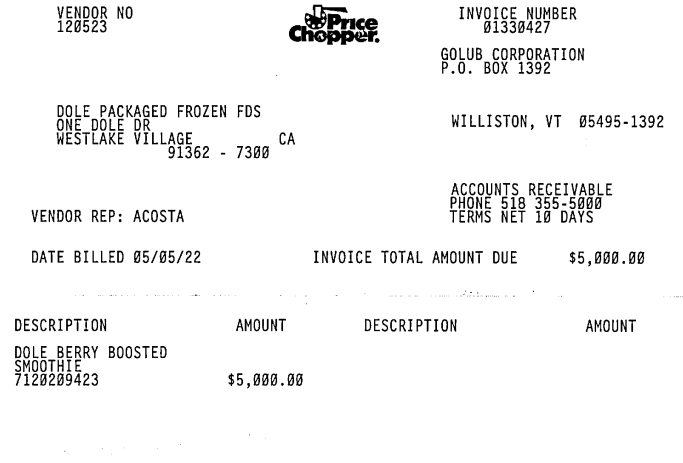 VENDOR NO
120523
Price
Chopper.
INVOICE NUMBER
01330427
GOLUB CORPORATION
P.O. BOX 1392
DOLE PACKAGED FROZEN FDS
ONE DOLE DR
WESTLAKE VILLAGE CA
91362 - 7300
WILLISTON, VT 05495-1392
ACCOUNTS RECEIVABLE
PHONE 518 355-5000
TERMS NET 10 DAYS
VENDOR REP: ACOSTA
DATE BILLED 05/05/22 INVOICE TOTAL AMOUNT DUE $5,000.00
DESCRIPTION AMOUNT DESCRIPTION AMOUNT
DOLE BERRY BOOSTED
SMOOTHIE
7120209423 $5,000.00